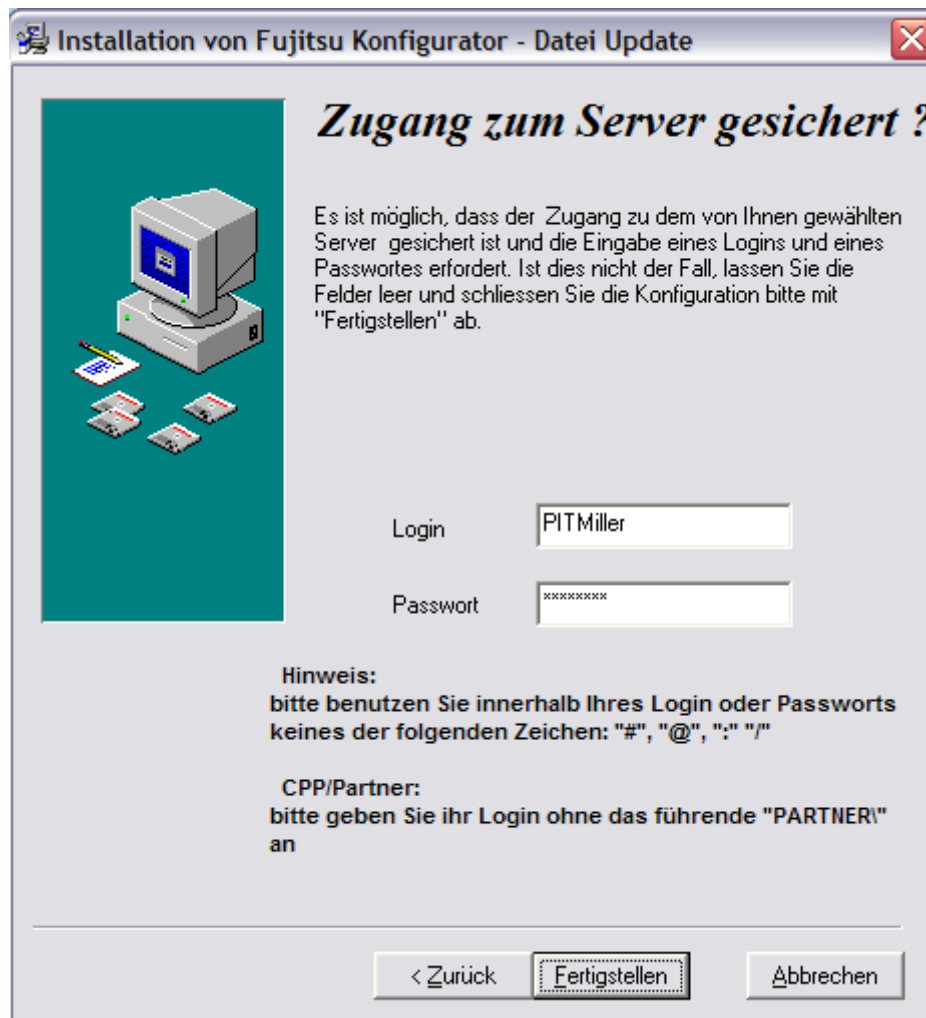 Installation von Fujitsu Konfigurator - Datei Update
Zugang zum Server gesichert ?
Es ist möglich, dass der Zugang zu dem von Ihnen gewählten
Server gesichert ist und die Eingabe eines Logins und eines
Passwortes erfordert. Ist dies nicht der Fall, lassen Sie die
Felder leer und schliessen Sie die Konfiguration bitte mit
"Fertigstellen" ab.
Login PITMiller
Passwort ********
Hinweis:
bitte benutzen Sie innerhalb Ihres Login oder Passworts
keines der folgenden Zeichen: "#", "@", ":" "/"
CPP/Partner:
bitte geben Sie ihr Login ohne das führende "PARTNER\"
an
< Zurück Fertigstellen Abbrechen